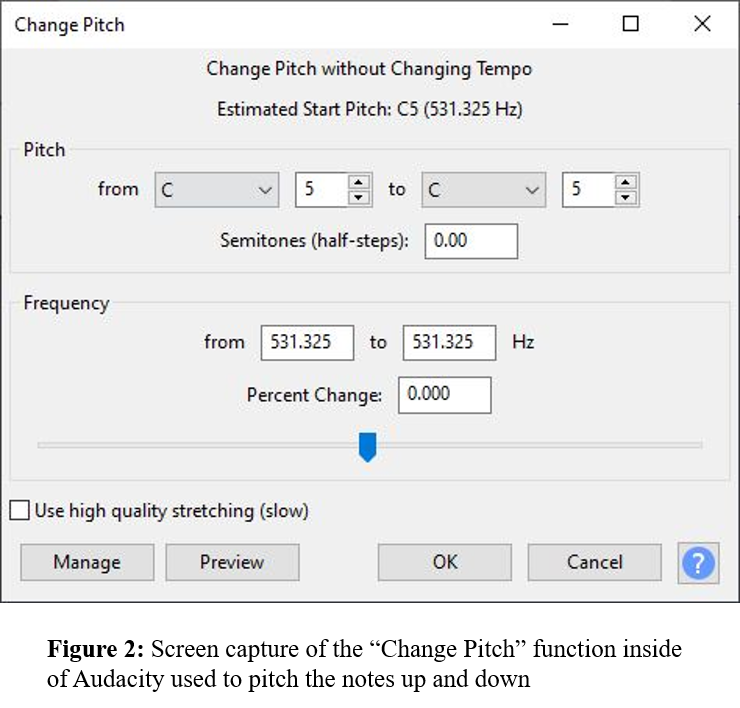 Change Pitch
Change Pitch without Changing Tempo
Estimated Start Pitch: C5 (531.325 Hz)
Pitch
from C 5 to C 5
Semitones (half-steps): 0.00
Frequency
from 531.325 to 531.325 Hz
Percent Change: 0.000
Use high quality stretching (slow)
Manage Preview OK Cancel ?
Figure 2: Screen capture of the “Change Pitch” function inside
of Audacity used to pitch the notes up and down